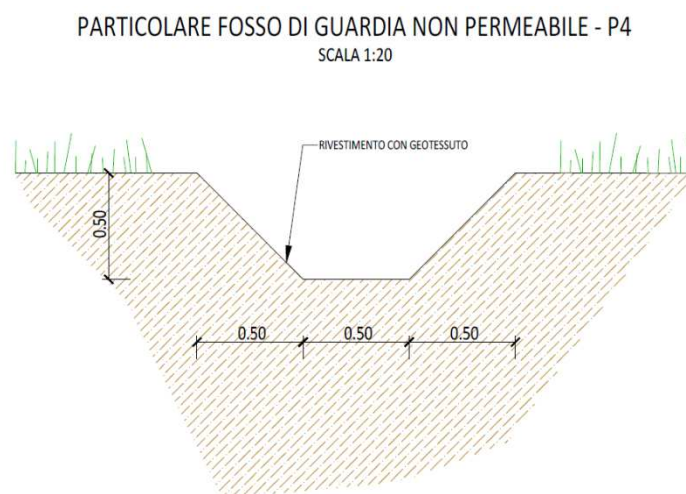 PARTICOLARE FOSSO DI GUARDIA NON PERMEABILE - P4
SCALA 1:20
RIVESTIMENTO CON GEOTESSUTO
0.50
0.50 0.50 0.50